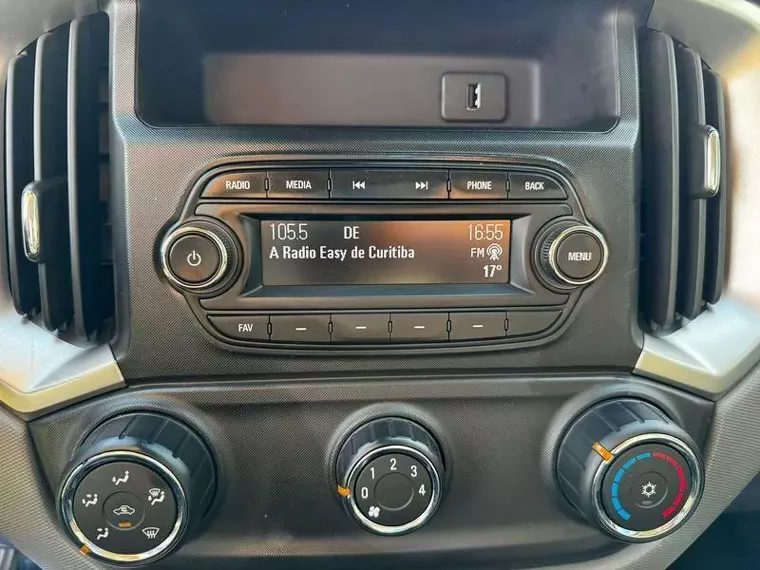 RADIO MEDIA PHONE BACK
105.5 DE 16:55
A Radio Easy de Curitiba FM
17°
MENU
FAV
0 1 2 3 4